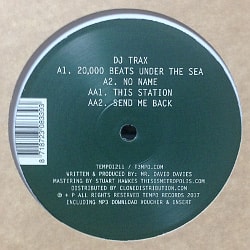 DJ TRAX
A1. 20,000 BEATS UNDER THE SEA
A2. NO NAME
AA1. THIS STATION
AA2. SEND ME BACK
TEMPO1211 / T3MPO.COM
WRITTEN & PRODUCED BY: MR. DAVID DAVIES
MASTERING BY STUART HAWKES THISISMETROPOLIS.COM
DISTRIBUTED BY CLONEDISTRIBUTION.COM
© + P ALL RIGHTS RESERVED TEMPO RECORDS 2017
INCLUDING MP3 DOWNLOAD VOUCHER & INSERT